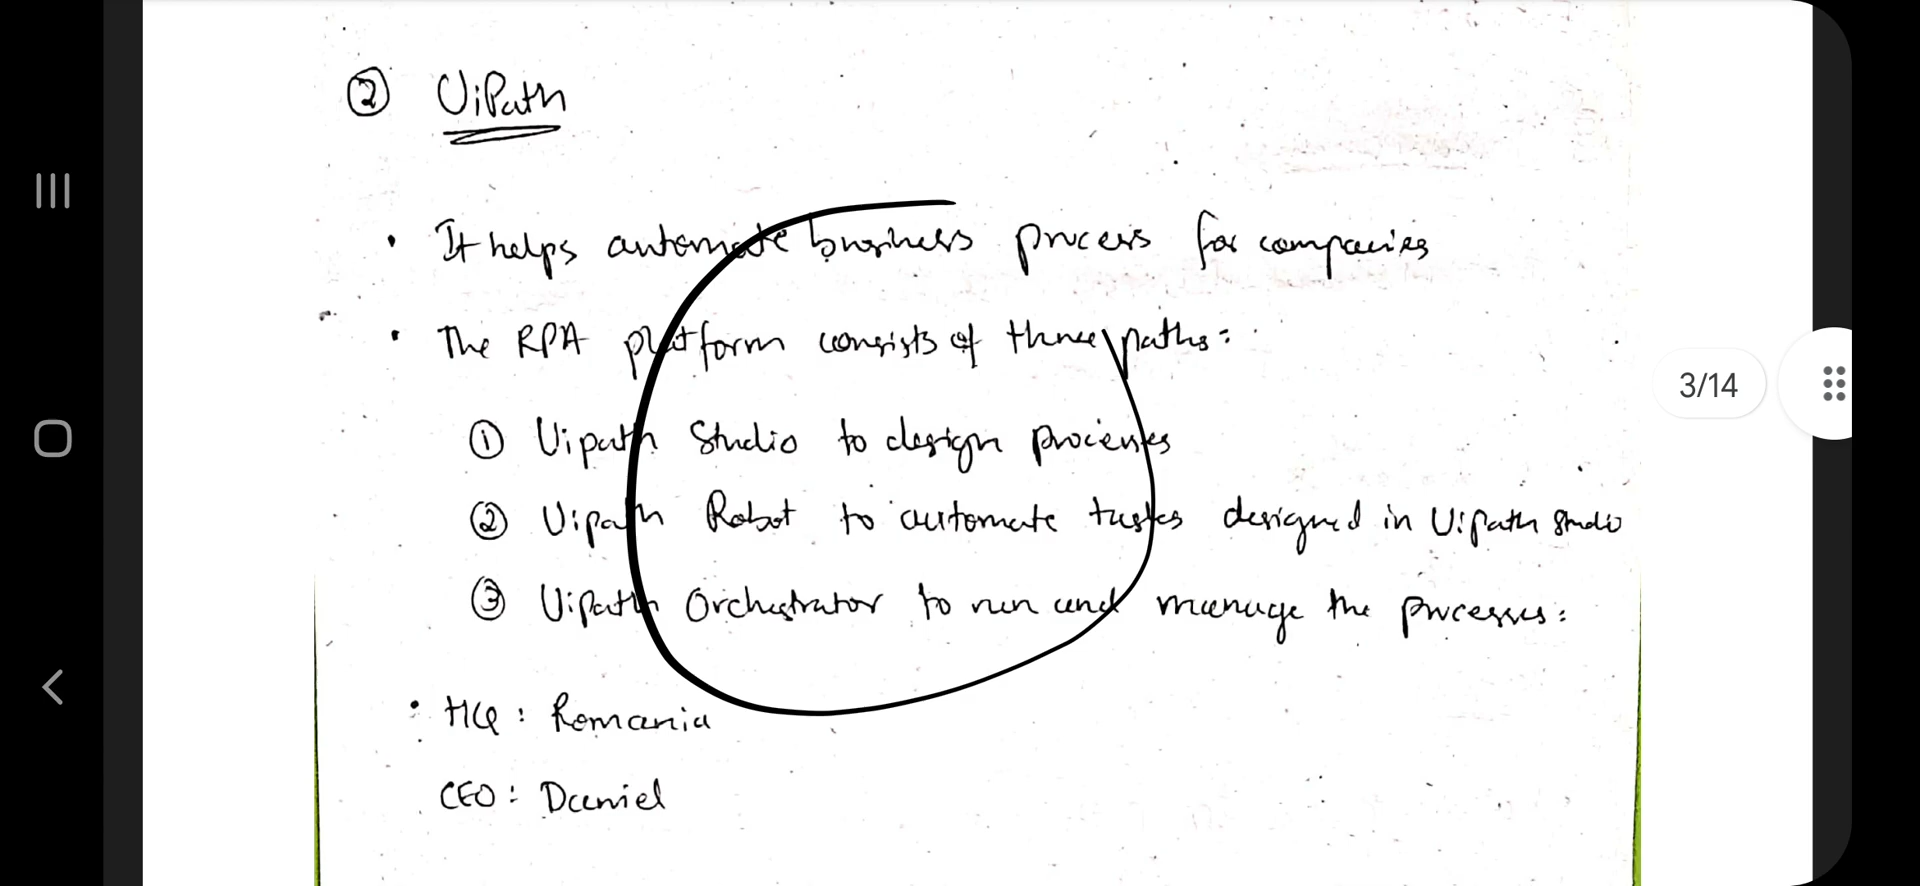 ② UiPath
• It helps automate business process for companies
• The RPA platform consists of three paths:
① Uipath Studio to design processes
② Uipath Robot to automate tasks designed in UiPath Studio
③ UiPath Orchestrator to run and manage the processes:
• HQ: Romania
CEO: Daniel
3/14